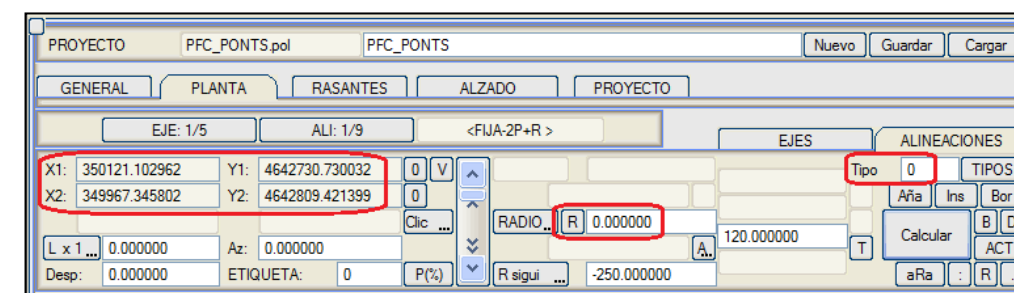 PROYECTO PFC_PONTS.pol PFC_PONTS Nuevo Guardar Cargar
GENERAL PLANTA RASANTES ALZADO PROYECTO
EJE: 1/5 ALI: 1/9 <FIJA-2P+R > EJES ALINEACIONES
X1: 350121.102962 Y1: 4642730.730032 0 V Tipo 0 TIPOS
X2: 349967.345802 Y2: 4642809.421399 0 Aña Ins Bor
Clic ... RADIO... R 0.000000 120.000000 Calcular B D
L x 1 ... 0.000000 Az: 0.000000 A.. T ACT
Desp: 0.000000 ETIQUETA: 0 P(%) R sigui ... -250.000000 aRa : R .